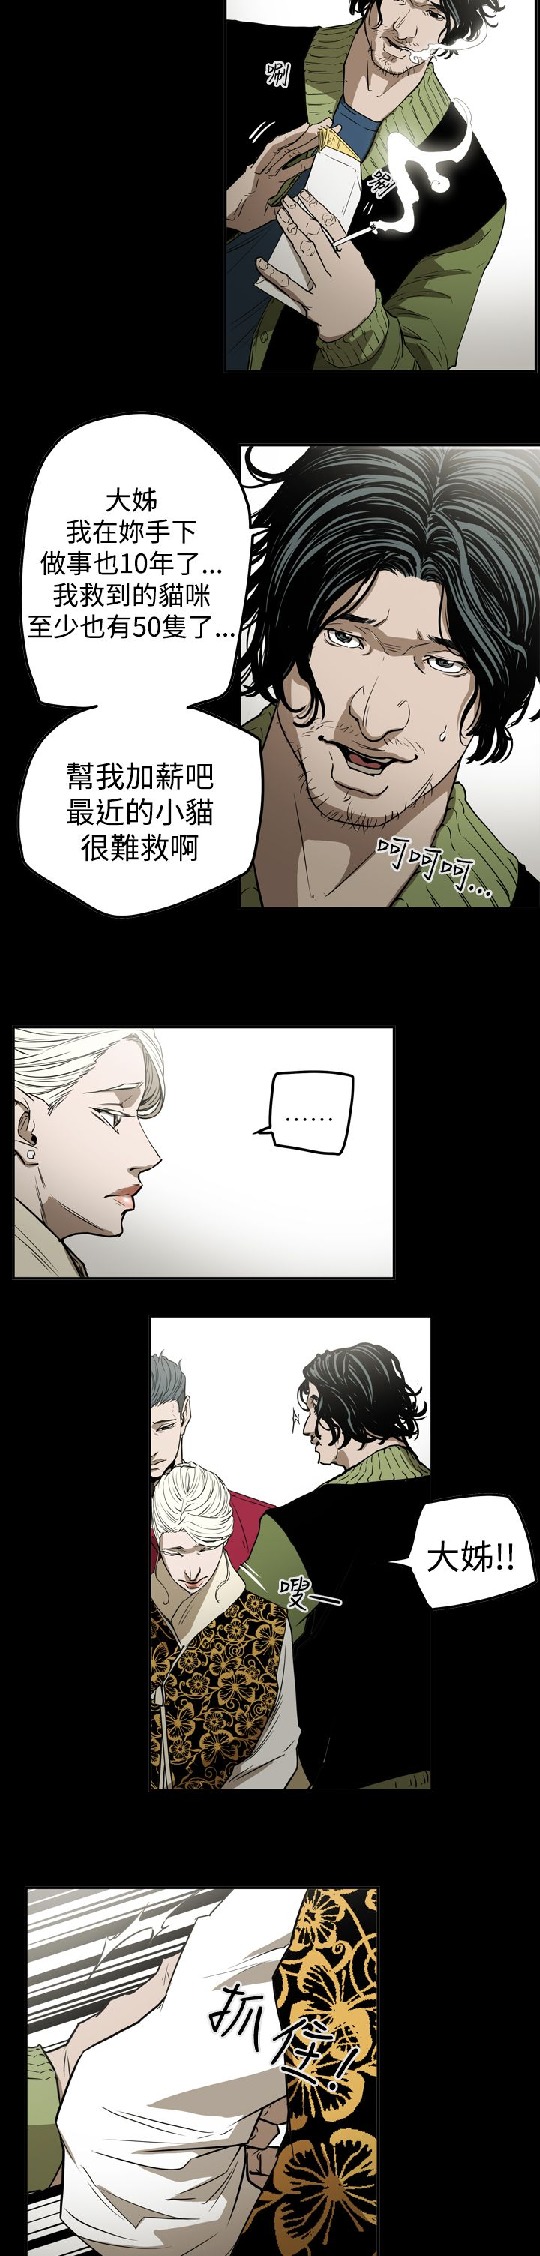 唰
唰
大姊
我在妳手下
做事也10年了...
我救到的貓咪
至少也有50隻了...
幫我加薪吧
最近的小貓
很難救啊
呵呵呵...
......
大姊!!
嗖一
抓住!